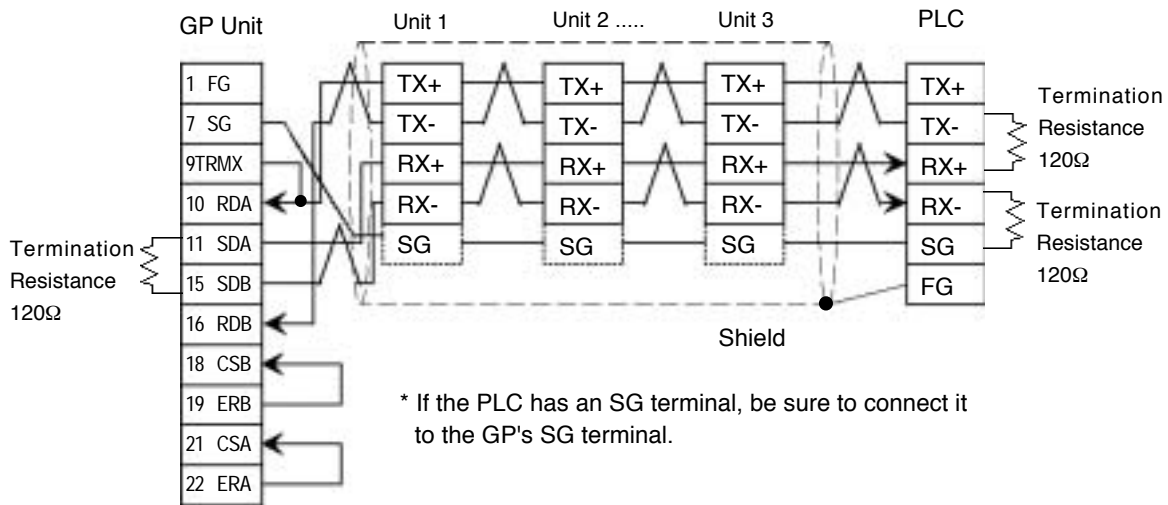 GP Unit
Unit 1
Unit 2 .....
Unit 3
PLC
1 FG
7 SG
9TRMX
10 RDA
11 SDA
15 SDB
16 RDB
18 CSB
19 ERB
21 CSA
22 ERA
Termination
Resistance
120Ω
TX+
TX-
RX+
RX-
SG
TX+
TX-
RX+
RX-
SG
TX+
TX-
RX+
RX-
SG
TX+
TX-
RX+
RX-
SG
FG
Termination
Resistance
120Ω
Termination
Resistance
120Ω
Shield
* If the PLC has an SG terminal, be sure to connect it
to the GP's SG terminal.